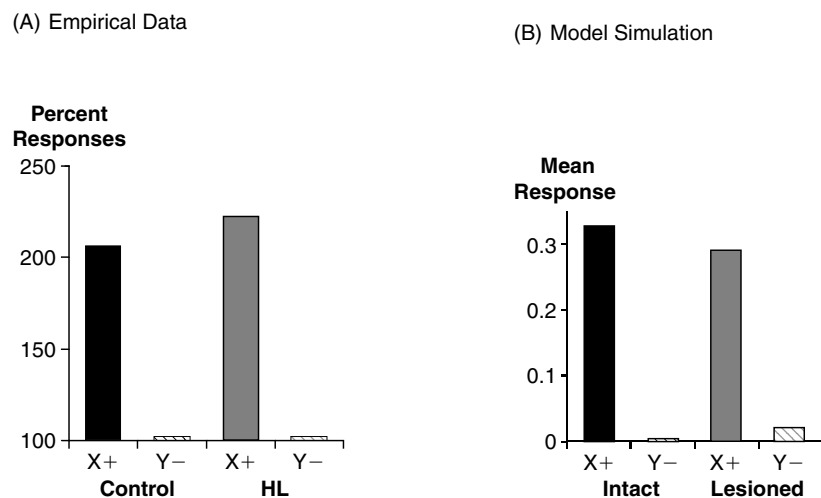 (A) Empirical Data
Percent
Responses
250
200
150
100
X+ Y− X+ Y−
Control HL
(B) Model Simulation
Mean
Response
0.3
0.2
0.1
0
X+ Y− X+ Y−
Intact Lesioned